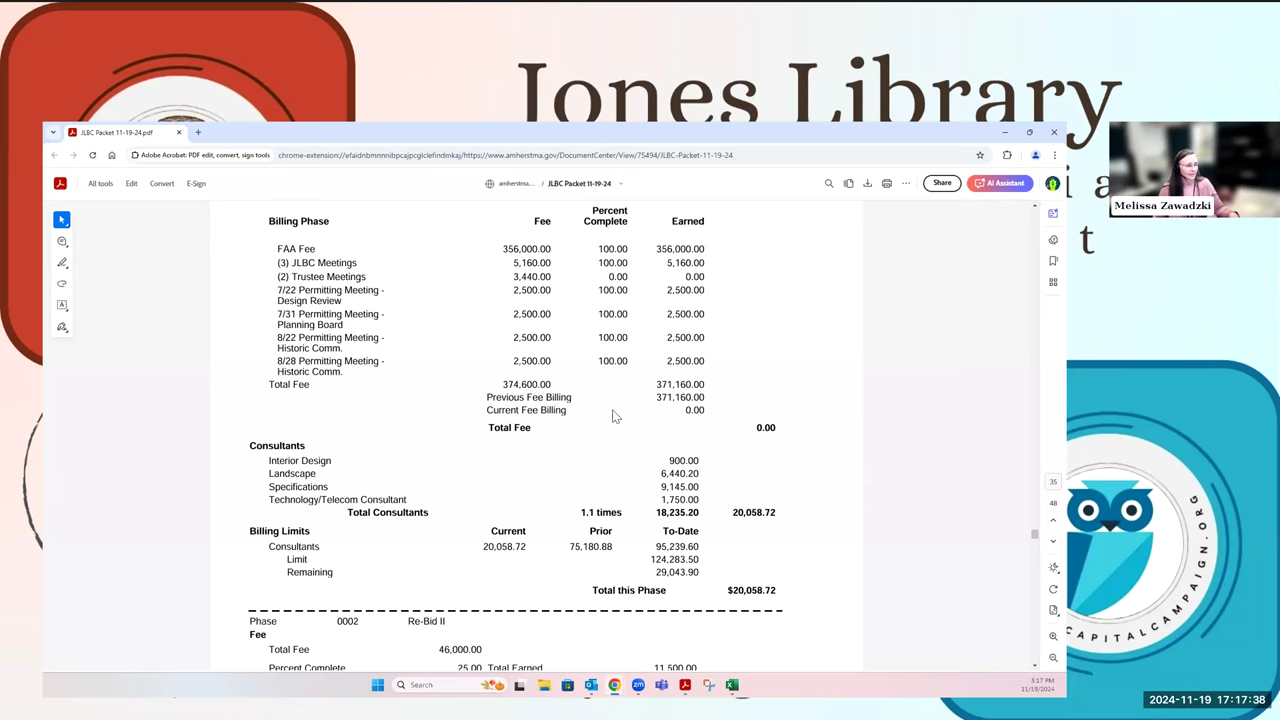 Jones Library
JLBC Packet 11-19-24.pdf
Adobe Acrobat: PDF edit, convert, sign tools
chrome-extension://efaidnbmnnnibpcajpcglclefindmkaj/https://www.amherstma.gov/DocumentCenter/View/75494/JLBC-Packet-11-19-24
All tools Edit Convert E-Sign
amherstma... / JLBC Packet 11-19-24
Share
AI Assistant
Melissa Zawadzki
t
Billing Phase Fee Percent Complete Earned
FAA Fee 356,000.00 100.00 356,000.00
(3) JLBC Meetings 5,160.00 100.00 5,160.00
(2) Trustee Meetings 3,440.00 0.00 0.00
7/22 Permitting Meeting - 2,500.00 100.00 2,500.00
Design Review
7/31 Permitting Meeting - 2,500.00 100.00 2,500.00
Planning Board
8/22 Permitting Meeting - 2,500.00 100.00 2,500.00
Historic Comm.
8/28 Permitting Meeting - 2,500.00 100.00 2,500.00
Historic Comm.
Total Fee 374,600.00 371,160.00
Previous Fee Billing 371,160.00
Current Fee Billing 0.00
Total Fee 0.00
Consultants
Interior Design 900.00
Landscape 6,440.20
Specifications 9,145.00
Technology/Telecom Consultant 1,750.00
Total Consultants 1.1 times 18,235.20 20,058.72
Billing Limits Current Prior To-Date
Consultants 20,058.72 75,180.88 95,239.60
Limit 124,283.50
Remaining 29,043.90
Total this Phase $20,058.72
Phase 0002 Re-Bid II
Fee
Total Fee 46,000.00
Percent Complete 25.00 Total Earned 11,500.00
35
48
CAPITALCAMPAIGN.ORG
Search
5:17 PM
11/19/2024
2024-11-19 17:17:38